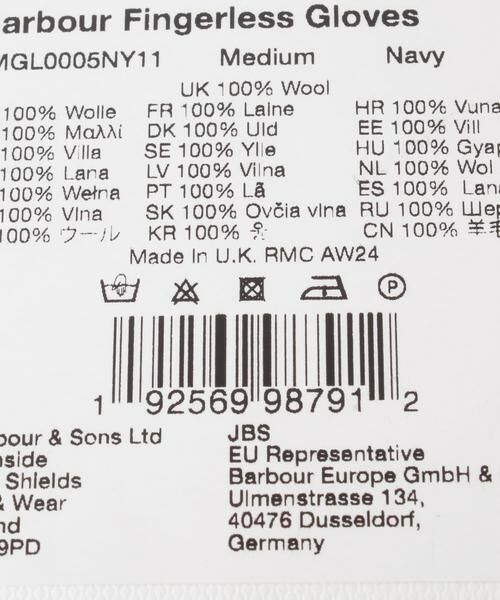 arbour Fingerless Gloves
MGL0005NY11 Medium Navy
UK 100% Wool
100% Wolle FR 100% Laine HR 100% Vuna
100% Μαλλί DK 100% Uld EE 100% Vill
100% Villa SE 100% Ylle HU 100% Gyap
100% Lana LV 100% Vilna NL 100% Wol
100% Wełna PT 100% Lã ES 100% Lana
100% Vlna SK 100% Ovčia vlna RU 100% Шер
100% ウール KR 100% CN 100% 羊毛
Made In U.K. RMC AW24
P
1 92569 98791 2
bour & Sons Ltd JBS
nside EU Representative
Shields Barbour Europe GmbH &
& Wear Ulmenstrasse 134,
nd 40476 Dusseldorf,
9PD Germany